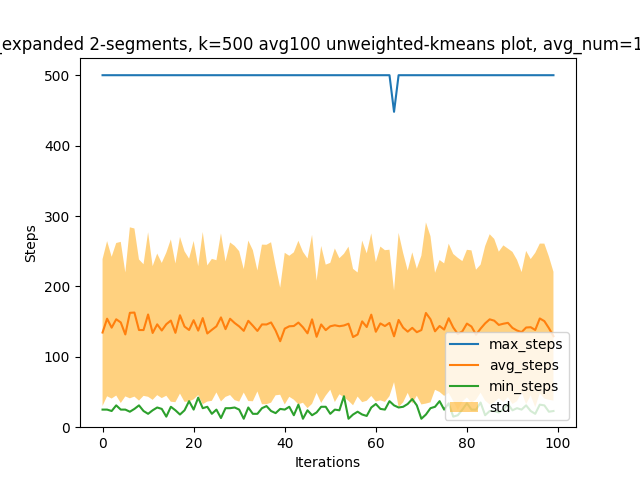 _expanded 2-segments, k=500 avg100 unweighted-kmeans plot, avg_num=1
500
400
300
200
100
0
Steps
max_steps
avg_steps
min_steps
std
0 20 40 60 80 100
Iterations